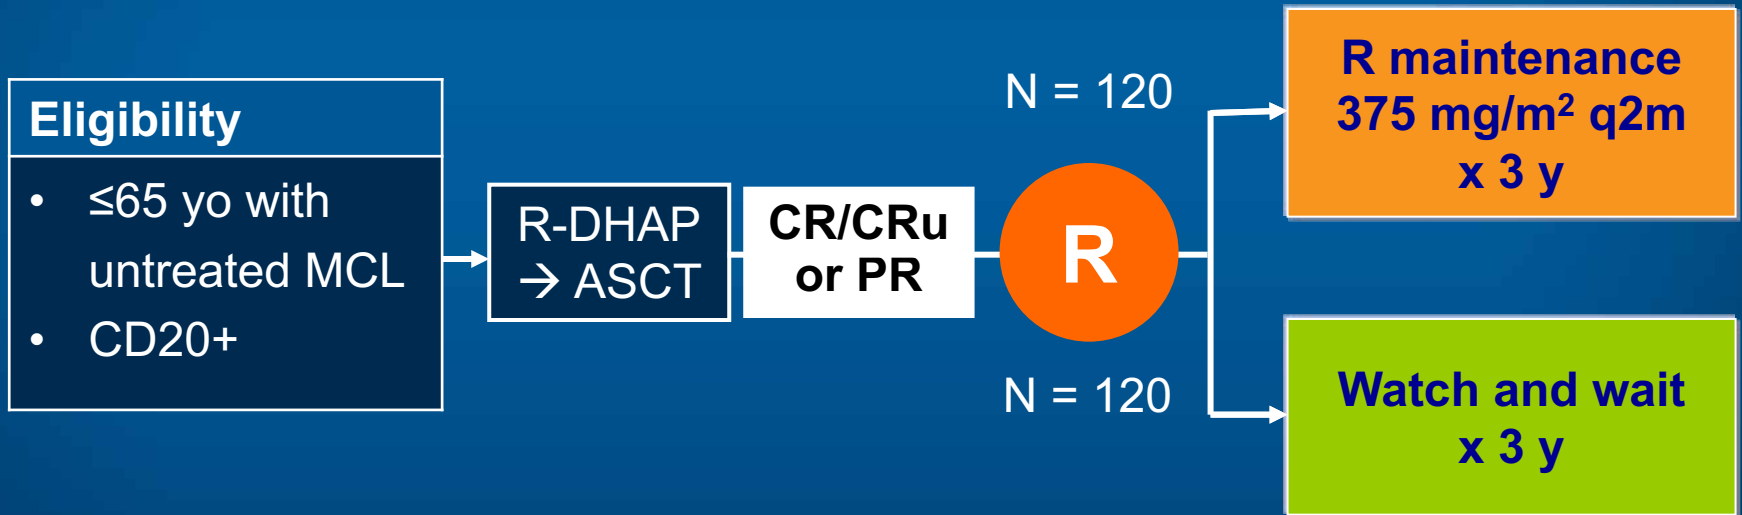 Eligibility
• ≤65 yo with
untreated MCL
• CD20+
R-DHAP
→ ASCT
CR/CRu
or PR
R
N = 120
N = 120
R maintenance
375 mg/m² q2m
x 3 y
Watch and wait
x 3 y